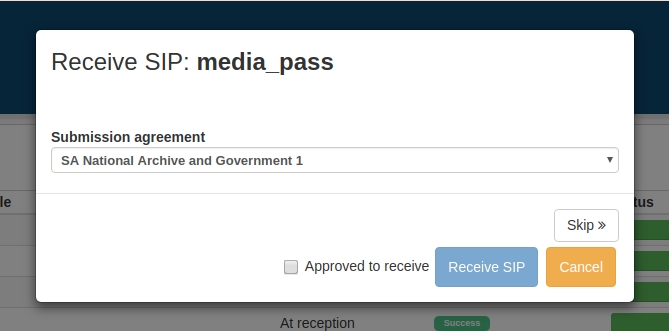 Receive SIP: media_pass
Submission agreement
SA National Archive and Government 1
le
tus
Skip »
Approved to receive Receive SIP Cancel
At reception Success